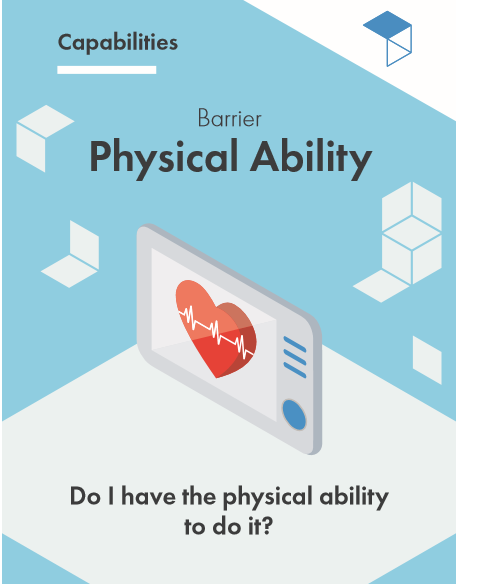 Capabilities
Barrier
Physical Ability
Do I have the physical ability
to do it?